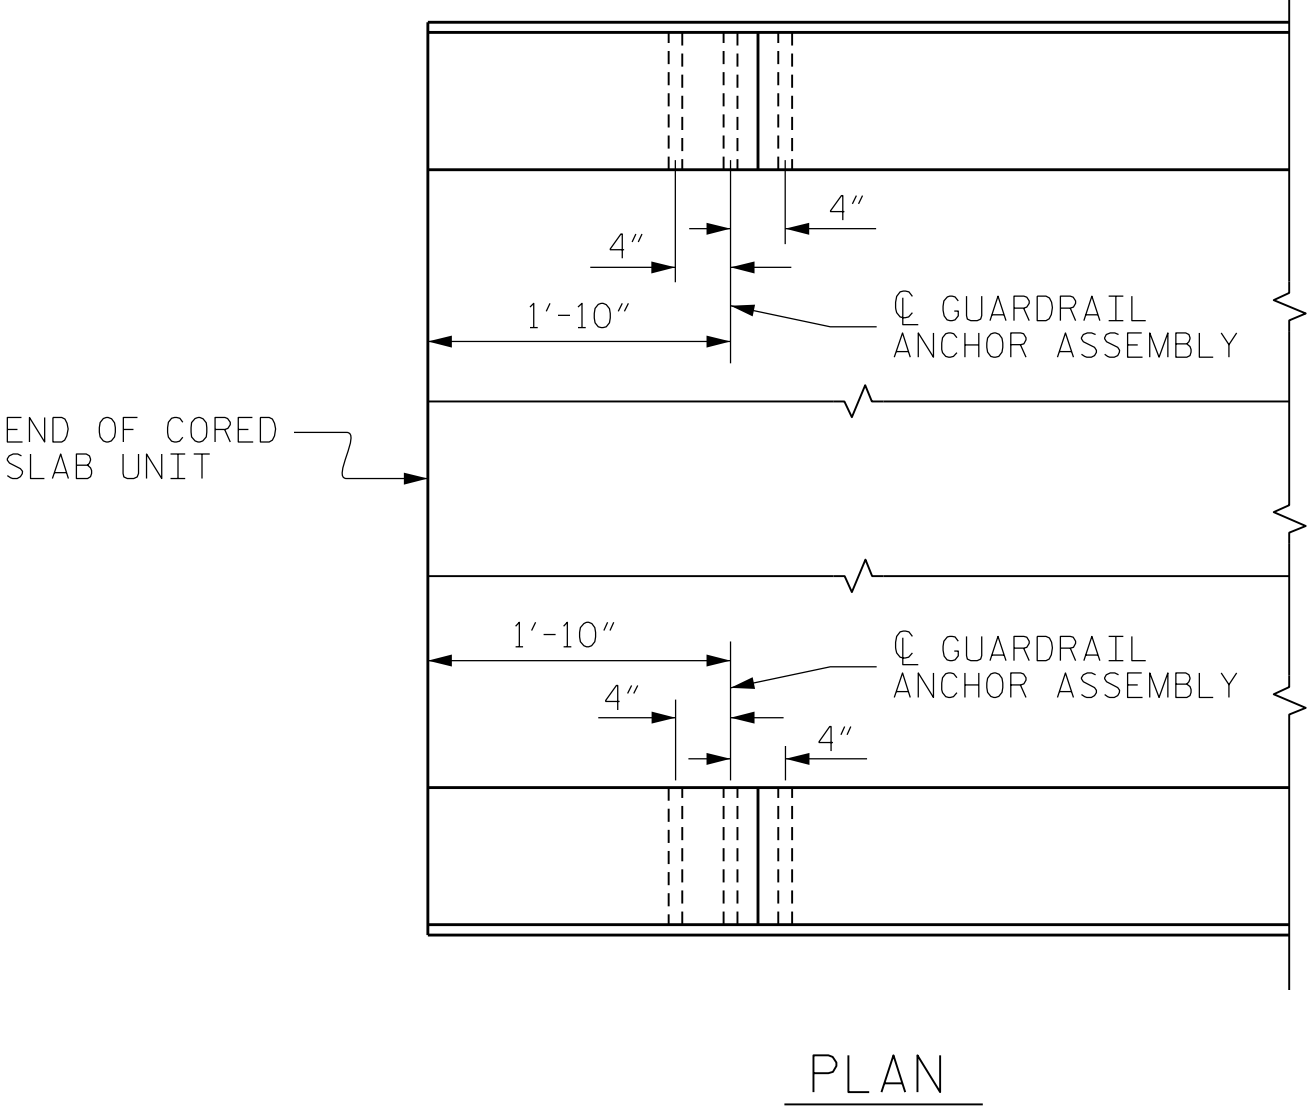 4"
4"
1'-10"
℄ GUARDRAIL
ANCHOR ASSEMBLY
END OF CORED
SLAB UNIT
1'-10"
℄ GUARDRAIL
ANCHOR ASSEMBLY
4"
4"
PLAN